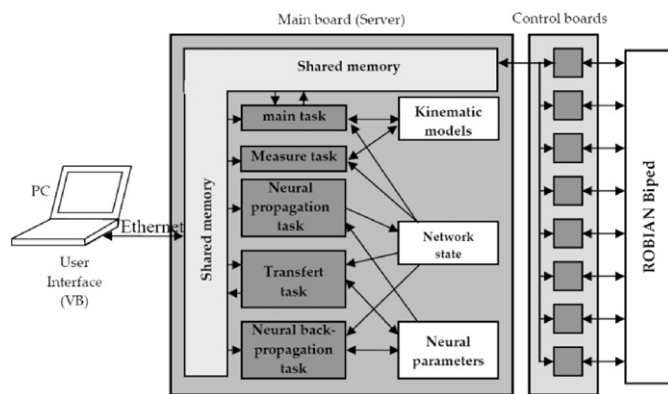 Main board (Server)
Control boards
Shared memory
main task
Kinematic
models
Measure task
PC
Neural
propagation
task
Ethernet
Shared memory
Network
state
User
Interface
(VB)
Transfert
task
Neural back-
propagation
task
Neural
parameters
ROBIAN Biped